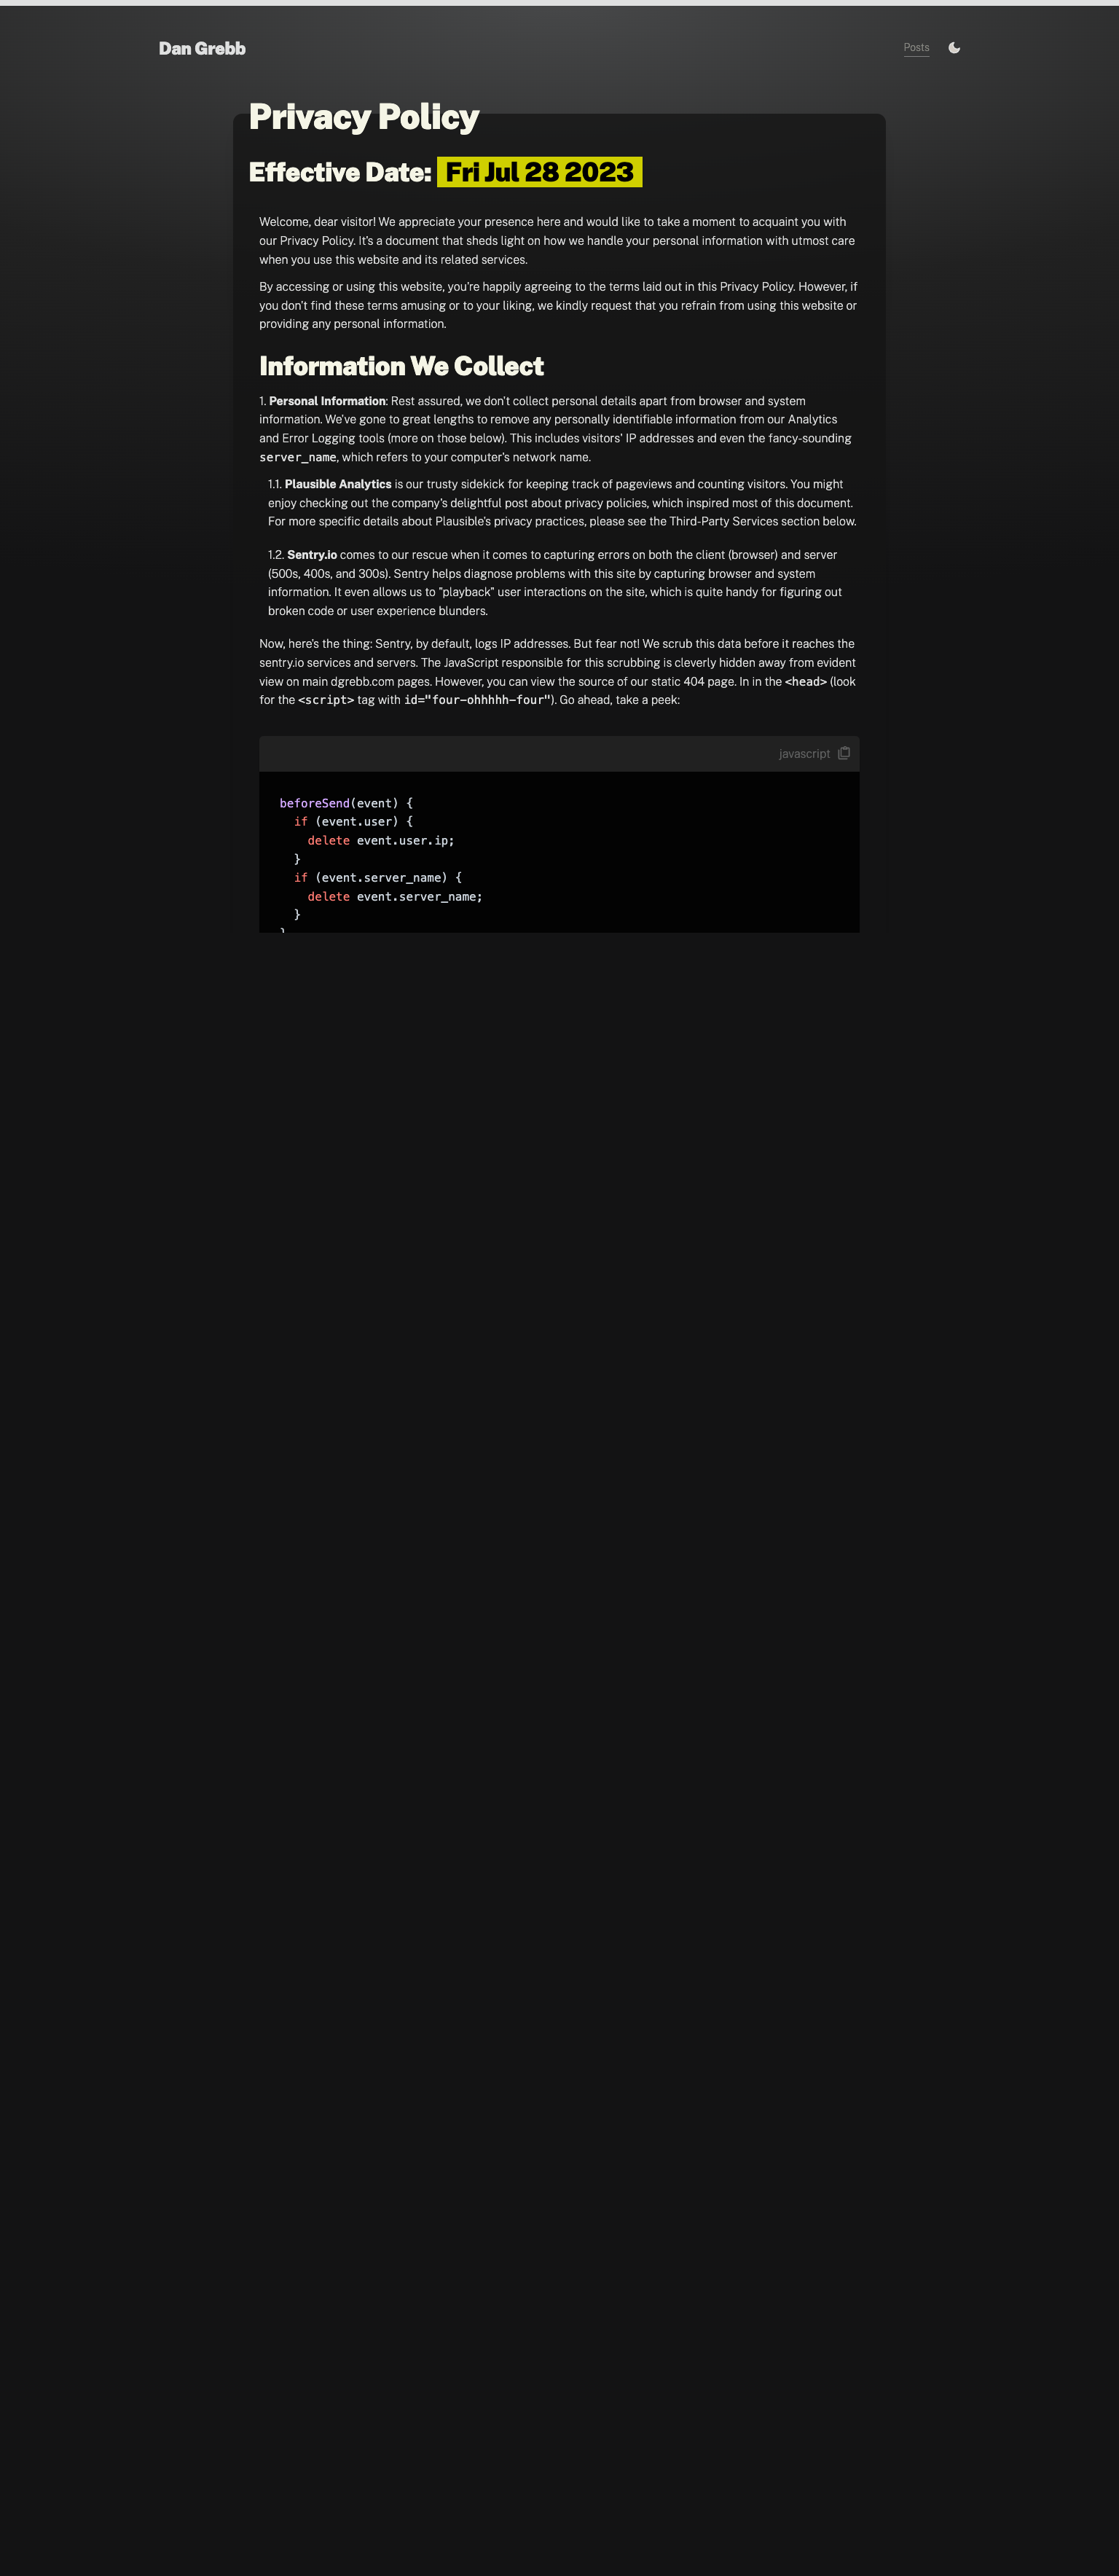 Dan Grebb
Posts
Privacy Policy
Effective Date: Fri Jul 28 2023
Welcome, dear visitor! We appreciate your presence here and would like to take a moment to acquaint you with
our Privacy Policy. It's a document that sheds light on how we handle your personal information with utmost care
when you use this website and its related services.
By accessing or using this website, you're happily agreeing to the terms laid out in this Privacy Policy. However, if
you don't find these terms amusing or to your liking, we kindly request that you refrain from using this website or
providing any personal information.
Information We Collect
1. Personal Information: Rest assured, we don't collect personal details apart from browser and system
information. We've gone to great lengths to remove any personally identifiable information from our Analytics
and Error Logging tools (more on those below). This includes visitors' IP addresses and even the fancy-sounding
server_name, which refers to your computer's network name.
1.1. Plausible Analytics is our trusty sidekick for keeping track of pageviews and counting visitors. You might
enjoy checking out the company's delightful post about privacy policies, which inspired most of this document.
For more specific details about Plausible's privacy practices, please see the Third-Party Services section below.
1.2. Sentry.io comes to our rescue when it comes to capturing errors on both the client (browser) and server
(500s, 400s, and 300s). Sentry helps diagnose problems with this site by capturing browser and system
information. It even allows us to "playback" user interactions on the site, which is quite handy for figuring out
broken code or user experience blunders.
Now, here's the thing: Sentry, by default, logs IP addresses. But fear not! We scrub this data before it reaches the
sentry.io services and servers. The JavaScript responsible for this scrubbing is cleverly hidden away from evident
view on main dgrebb.com pages. However, you can view the source of our static 404 page. In in the <head> (look
for the <script> tag with id="four-ohhhhh-four"). Go ahead, take a peek:
javascript
beforeSend(event) {
  if (event.user) {
    delete event.user.ip;
  }
  if (event.server_name) {
    delete event.server_name;
  }
}